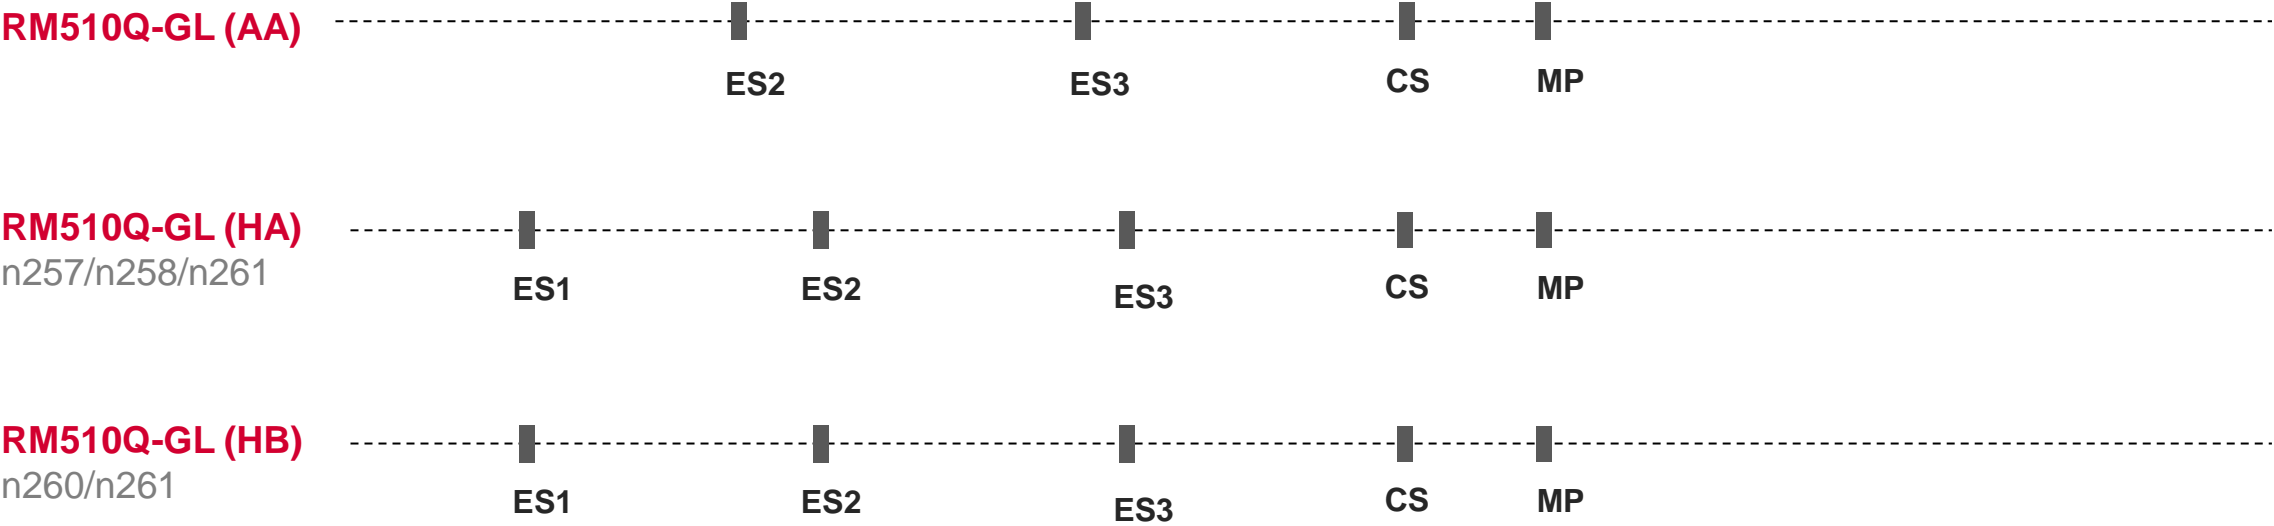 RM510Q-GL (AA)
ES2 ES3 CS MP
RM510Q-GL (HA)
n257/n258/n261
ES1 ES2 ES3 CS MP
RM510Q-GL (HB)
n260/n261
ES1 ES2 ES3 CS MP